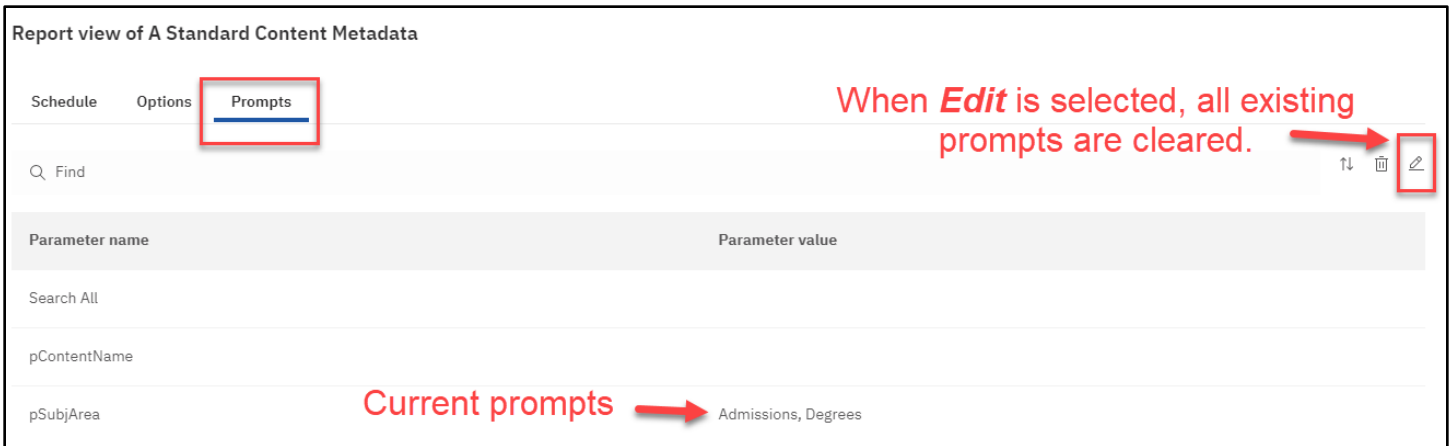 Report view of A Standard Content Metadata
Schedule Options Prompts
When Edit is selected, all existing
prompts are cleared.
Find
Parameter name Parameter value
Search All
pContentName
pSubjArea Current prompts Admissions, Degrees